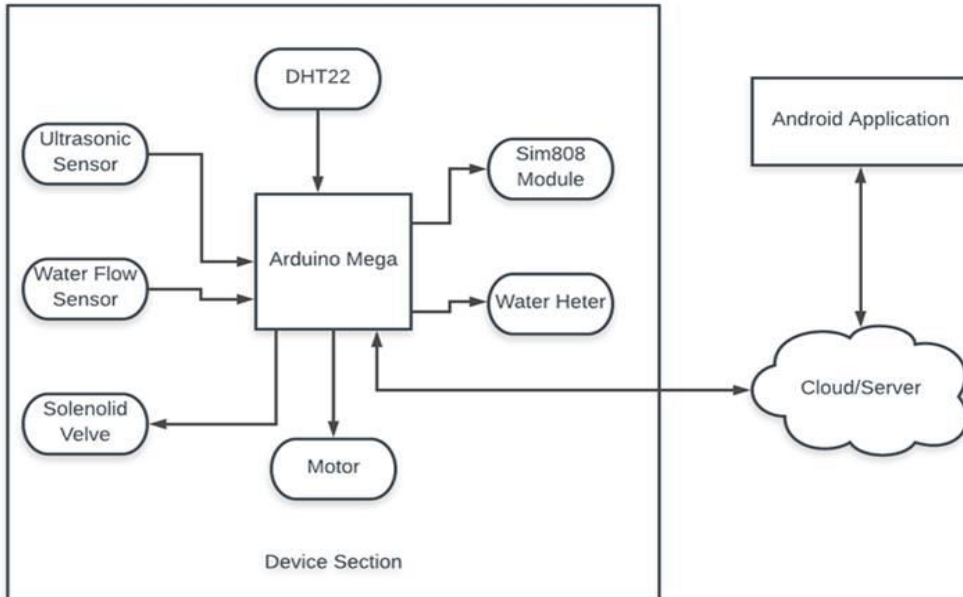 DHT22
Ultrasonic
Sensor
Sim808
Module
Android Application
Arduino Mega
Water Flow
Sensor
Water Heter
Cloud/Server
Solenolid
Velve
Motor
Device Section